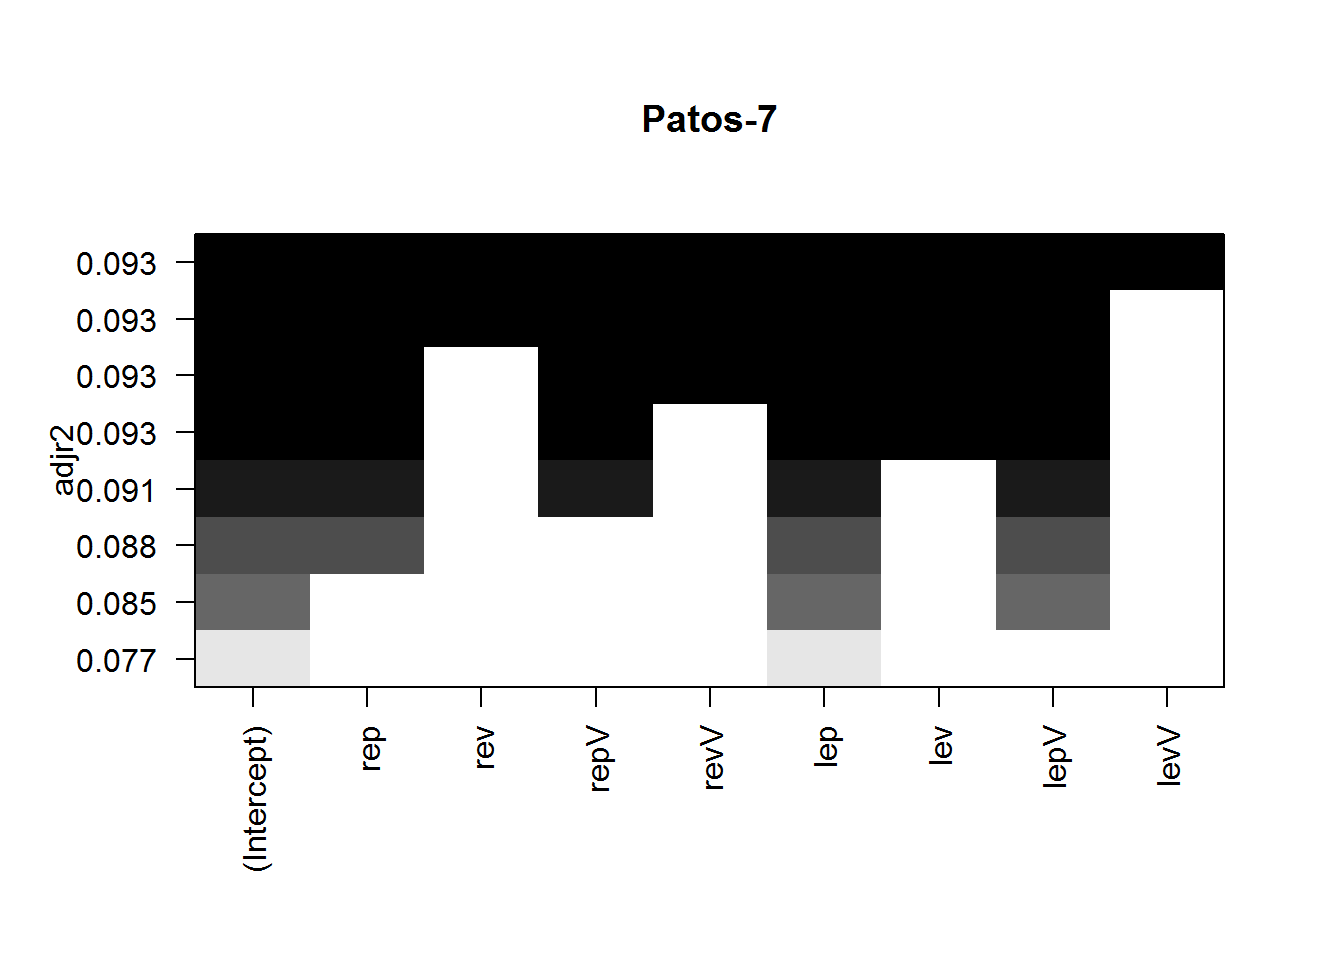 Patos-7
adjr2
0.093
0.093
0.093
0.093
0.091
0.088
0.085
0.077
(Intercept)
rep
rev
repV
revV
lep
lev
lepV
levV